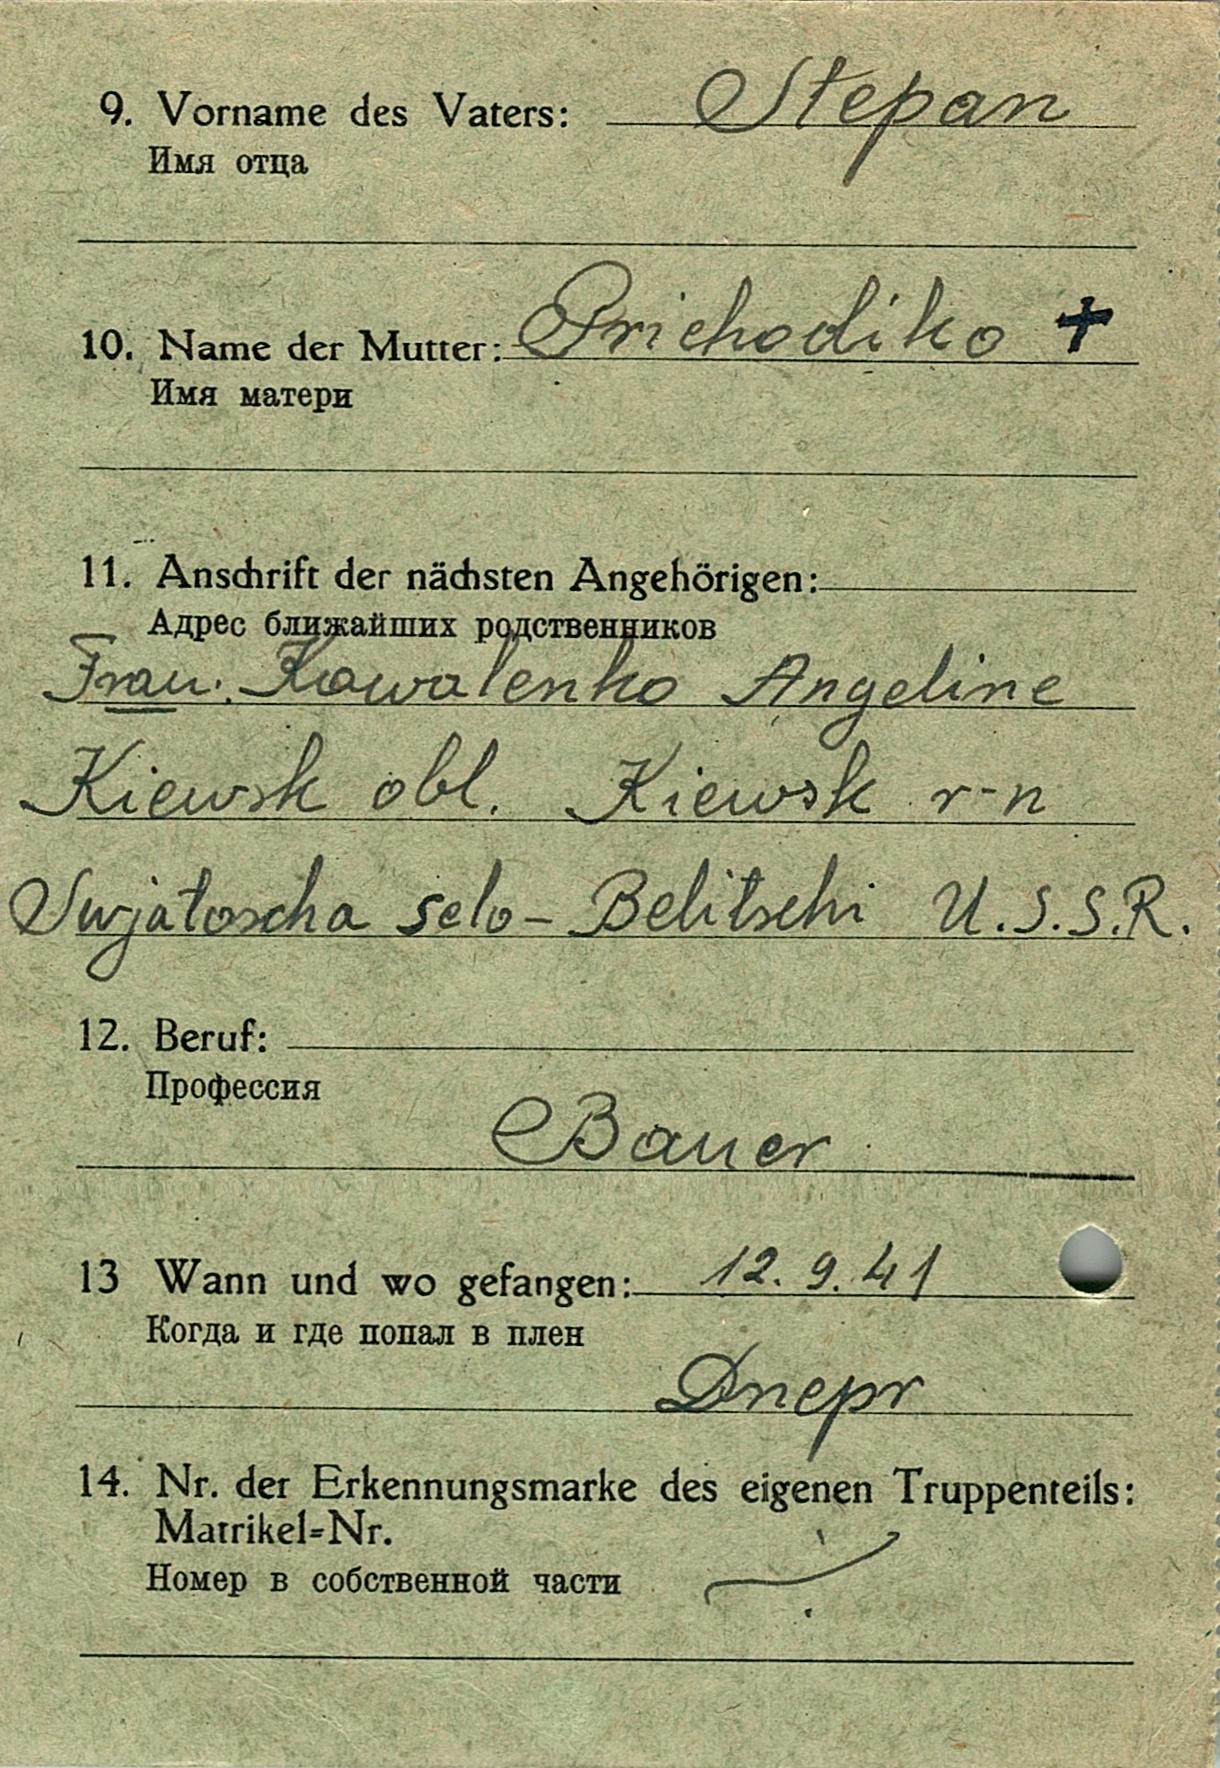 9. Vorname des Vaters: Stepan
Имя отца
10. Name der Mutter: Prichodiko +
Имя матери
11. Anschrift der nächsten Angehörigen:
Адрес ближайших родственников
Frau. Kowalenko Angeline
Kiewsk obl. Kiewsk r-n
Swjatoscha selo- Belitschi U.S.S.R.
12. Beruf:
Профессия
Bauer
13 Wann und wo gefangen: 12.9.41
Когда и где попал в плен
Dnepr
14. Nr. der Erkennungsmarke des eigenen Truppenteils:
Matrikel=Nr.
Номер в собственной части